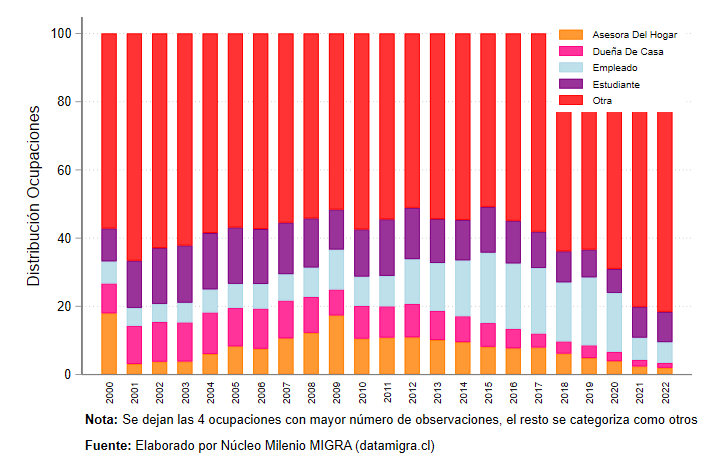 100
80
60
40
20
0
Distribución Ocupaciones
Asesora Del Hogar
Dueña De Casa
Empleado
Estudiante
Otra
2000 2001 2002 2003 2004 2005 2006 2007 2008 2009 2010 2011 2012 2013 2014 2015 2016 2017 2018 2019 2020 2021 2022
Nota: Se dejan las 4 ocupaciones con mayor número de observaciones, el resto se categoriza como otros
Fuente: Elaborado por Núcleo Milenio MIGRA (datamigra.cl)